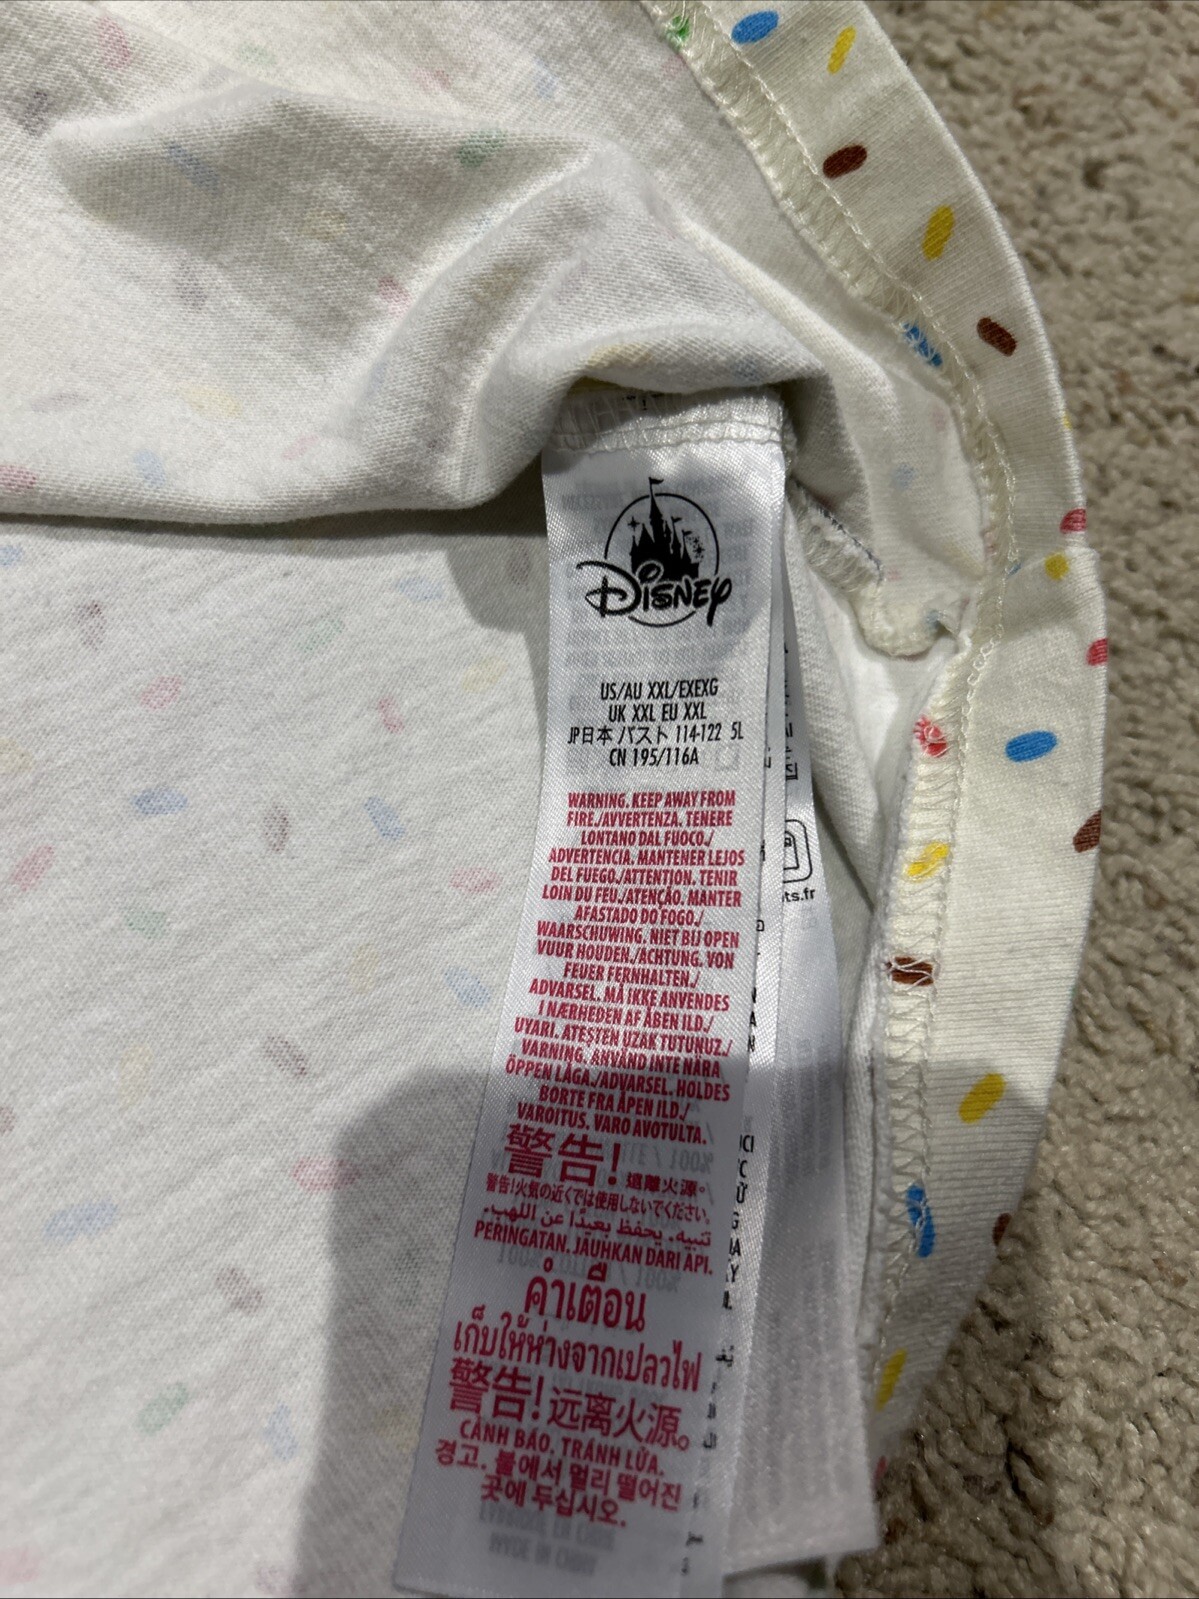 DISNEY
US/AU XXL/EXEXG
UK XXL EU XXL
JP日本 バスト 114-122 5L
CN 195/116A
WARNING. KEEP AWAY FROM
FIRE./AVVERTENZA. TENERE
LONTANO DAL FUOCO./
ADVERTENCIA. MANTENER LEJOS
DEL FUEGO./ATTENTION. TENIR
LOIN DU FEU./ATENÇÃO. MANTER
AFASTADO DO FOGO./
WAARSCHUWING. NIET BIJ OPEN
VUUR HOUDEN./ACHTUNG. VON
FEUER FERNHALTEN./
ADVARSEL. MÅ IKKE ANVENDES
I NÆRHEDEN AF ÅBEN ILD./
UYARI. ATEŞTEN UZAK TUTUNUZ./
VARNING. ANVÄND INTE NÄRA
ÖPPEN LÅGA./ADVARSEL. HOLDES
BORTE FRA ÅPEN ILD./
VAROITUS. VARO AVOTULTA.
警告! 遠離火源。
警告!火気の近くでは使用しないでください。
تنبيه. يحفظ بعيدًا عن اللهب.
PERINGATAN. JAUHKAN DARI API.
คำเตือน
เก็บให้ห่างจากเปลวไฟ
警告! 远离火源。
CẢNH BÁO. TRÁNH LỬA.
경고. 불에서 멀리 떨어진
곳에 두십시오.
ts.fr